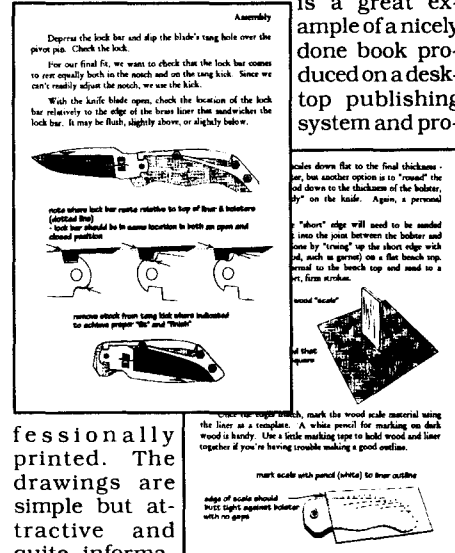 is a great ex-
ample of a nicely
done book pro-
duced on a desk-
top publishing
system and pro-
Assembly
Depress the lock bar and slip the blade's tang hole over the
pivot pin. Check the lock.
For our final fit, we want to check that the lock bar comes
to rest equally both in the notch and on the tang kick. Since we
can't readily adjust the notch, we use the kick.
With the knife blade open, check the location of the lock
bar relatively to the edge of the brass liner that sandwiches the
lock bar. It may be flush, slightly above, or slightly below.
note where lock bar rests relative to top of liner & bolsters
(dotted line)
- lock bar should be in same location in both an open and
closed position
remove stock from tang kick where indicated
to achieve proper "fit" and "finish"
scales down flat to the final thickness -
but another option is to "round" the
down to the thickness of the bolster,
on the knife. Again, a personal
"short" edge will need to be sanded
into the joint between the bolster and
one by "truing" up the short edge with
such as garnet) on a flat bench top.
to the bench top and sand to a
firm strokes.
wood "scale"
that
square
mark the wood scale material using
the liner as a template. A white pencil for marking on dark
wood is handy. Use a little marking tape to hold wood and liner
together if you're having trouble making a good outline.
mark scale with pencil (white) to liner outline
edge of scale should
butt tight against bolster
with no gaps
fessionally
printed. The
drawings are
simple but at-
tractive and
quite informa-